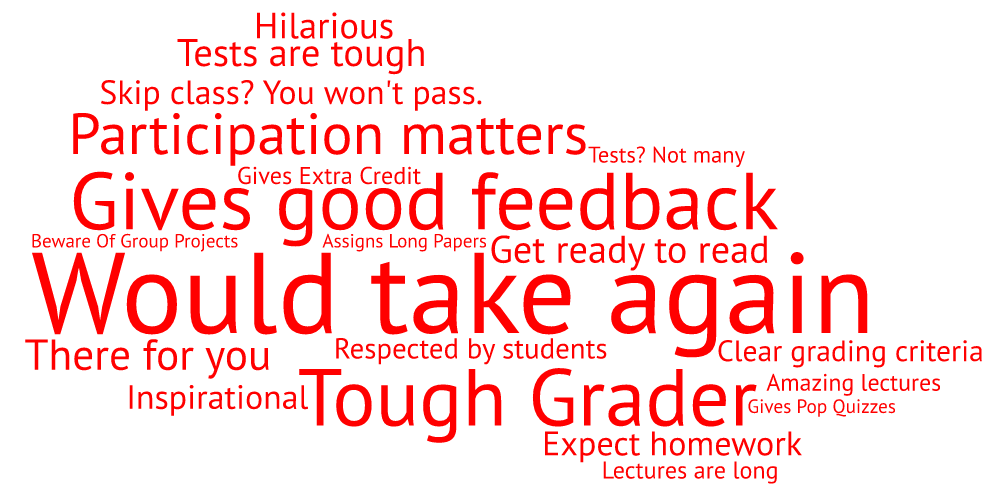 Hilarious
Tests are tough
Skip class? You won't pass.
Participation matters
Tests? Not many
Gives Extra Credit
Gives good feedback
Beware Of Group Projects
Assigns Long Papers
Get ready to read
Would take again
There for you
Respected by students
Clear grading criteria
Inspirational
Tough Grader
Amazing lectures
Gives Pop Quizzes
Expect homework
Lectures are long